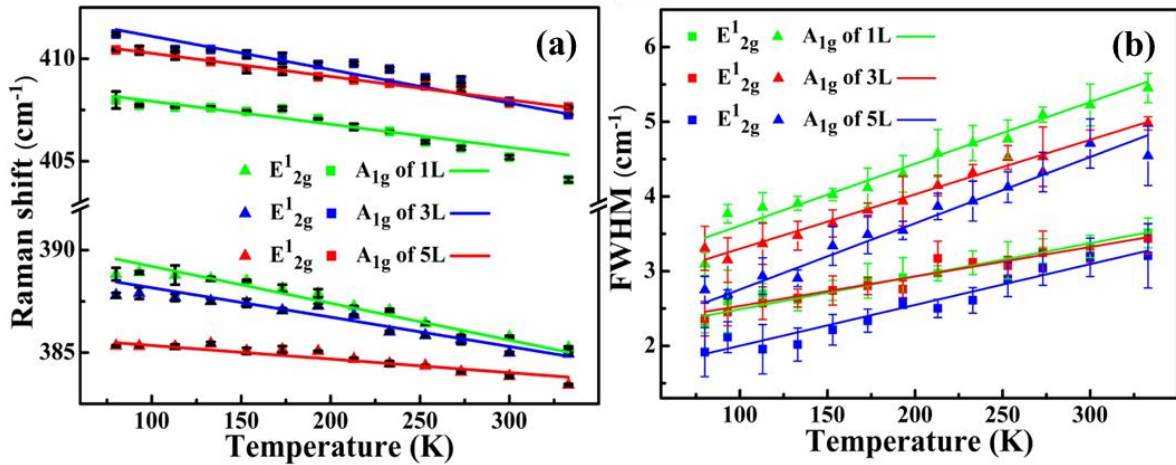 (a)
410
405
390
385
E¹2g A1g of 1L
E¹2g A1g of 3L
E¹2g A1g of 5L
Raman shift (cm⁻¹)
100 150 200 250 300
Temperature (K)
(b)
6
5
4
3
2
E¹2g A1g of 1L
E¹2g A1g of 3L
E¹2g A1g of 5L
FWHM (cm⁻¹)
100 150 200 250 300
Temperature (K)